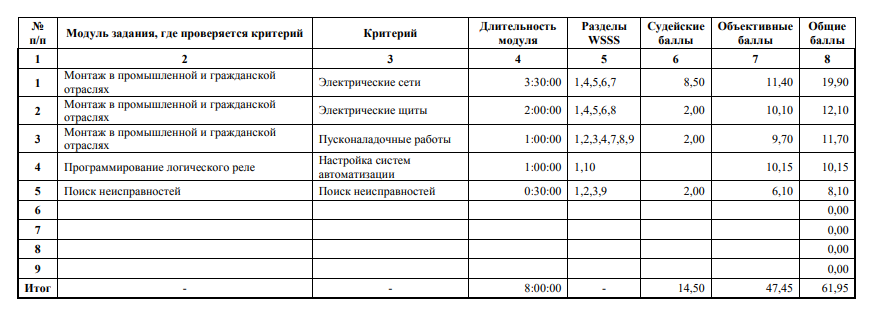 № п/п | Модуль задания, где проверяется критерий | Критерий | Длительность модуля | Разделы WSSS | Судейские баллы | Объективные баллы | Общие баллы
1 | 2 | 3 | 4 | 5 | 6 | 7 | 8
1 | Монтаж в промышленной и гражданской отраслях | Электрические сети | 3:30:00 | 1,4,5,6,7 | 8,50 | 11,40 | 19,90
2 | Монтаж в промышленной и гражданской отраслях | Электрические щиты | 2:00:00 | 1,4,5,6,8 | 2,00 | 10,10 | 12,10
3 | Монтаж в промышленной и гражданской отраслях | Пусконаладочные работы | 1:00:00 | 1,2,3,4,7,8,9 | 2,00 | 9,70 | 11,70
4 | Программирование логического реле | Настройка систем автоматизации | 1:00:00 | 1,10 | | 10,15 | 10,15
5 | Поиск неисправностей | Поиск неисправностей | 0:30:00 | 1,2,3,9 | 2,00 | 6,10 | 8,10
6 | | | | | | | 0,00
7 | | | | | | | 0,00
8 | | | | | | | 0,00
9 | | | | | | | 0,00
Итог | - | - | 8:00:00 | - | 14,50 | 47,45 | 61,95